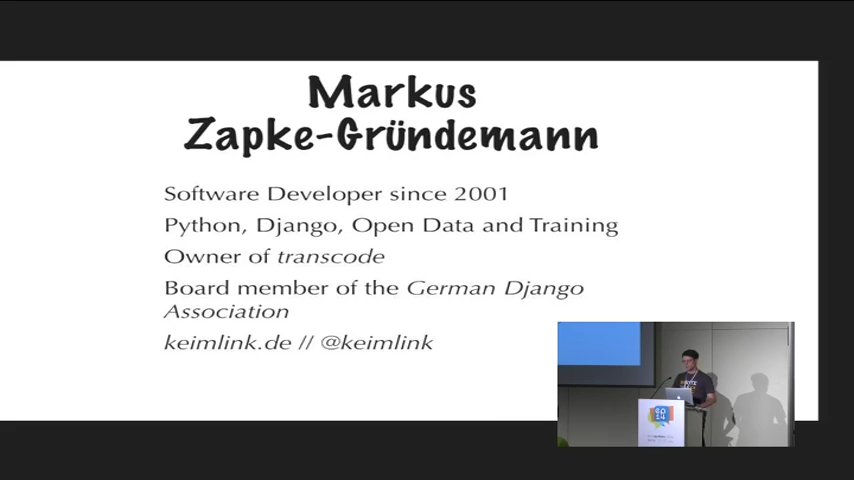 Markus
Zapke-Gründemann
Software Developer since 2001
Python, Django, Open Data and Training
Owner of transcode
Board member of the German Django
Association
keimlink.de // @keimlink